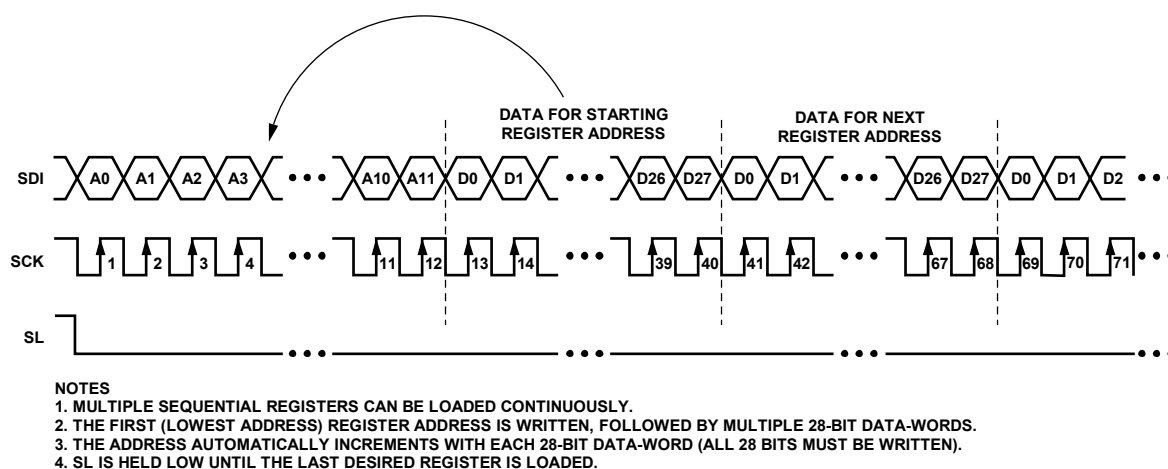 DATA FOR STARTING
REGISTER ADDRESS
DATA FOR NEXT
REGISTER ADDRESS
SDI A0 A1 A2 A3 ••• A10 A11 D0 D1 ••• D26 D27 D0 D1 ••• D26 D27 D0 D1 D2 •••
SCK 1 2 3 4 ••• 11 12 13 14 ••• 39 40 41 42 ••• 67 68 69 70 71 •••
SL ••• ••• ••• •••
NOTES
1. MULTIPLE SEQUENTIAL REGISTERS CAN BE LOADED CONTINUOUSLY.
2. THE FIRST (LOWEST ADDRESS) REGISTER ADDRESS IS WRITTEN, FOLLOWED BY MULTIPLE 28-BIT DATA-WORDS.
3. THE ADDRESS AUTOMATICALLY INCREMENTS WITH EACH 28-BIT DATA-WORD (ALL 28 BITS MUST BE WRITTEN).
4. SL IS HELD LOW UNTIL THE LAST DESIRED REGISTER IS LOADED.